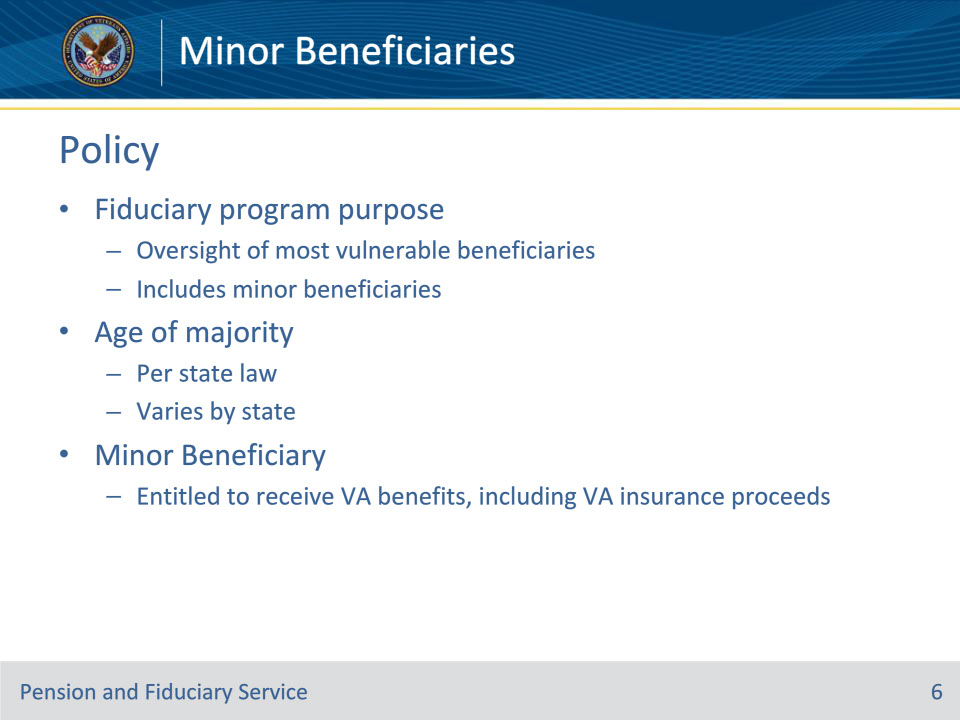 Minor Beneficiaries
Policy
• Fiduciary program purpose
– Oversight of most vulnerable beneficiaries
– Includes minor beneficiaries
• Age of majority
– Per state law
– Varies by state
• Minor Beneficiary
– Entitled to receive VA benefits, including VA insurance proceeds
Pension and Fiduciary Service
6